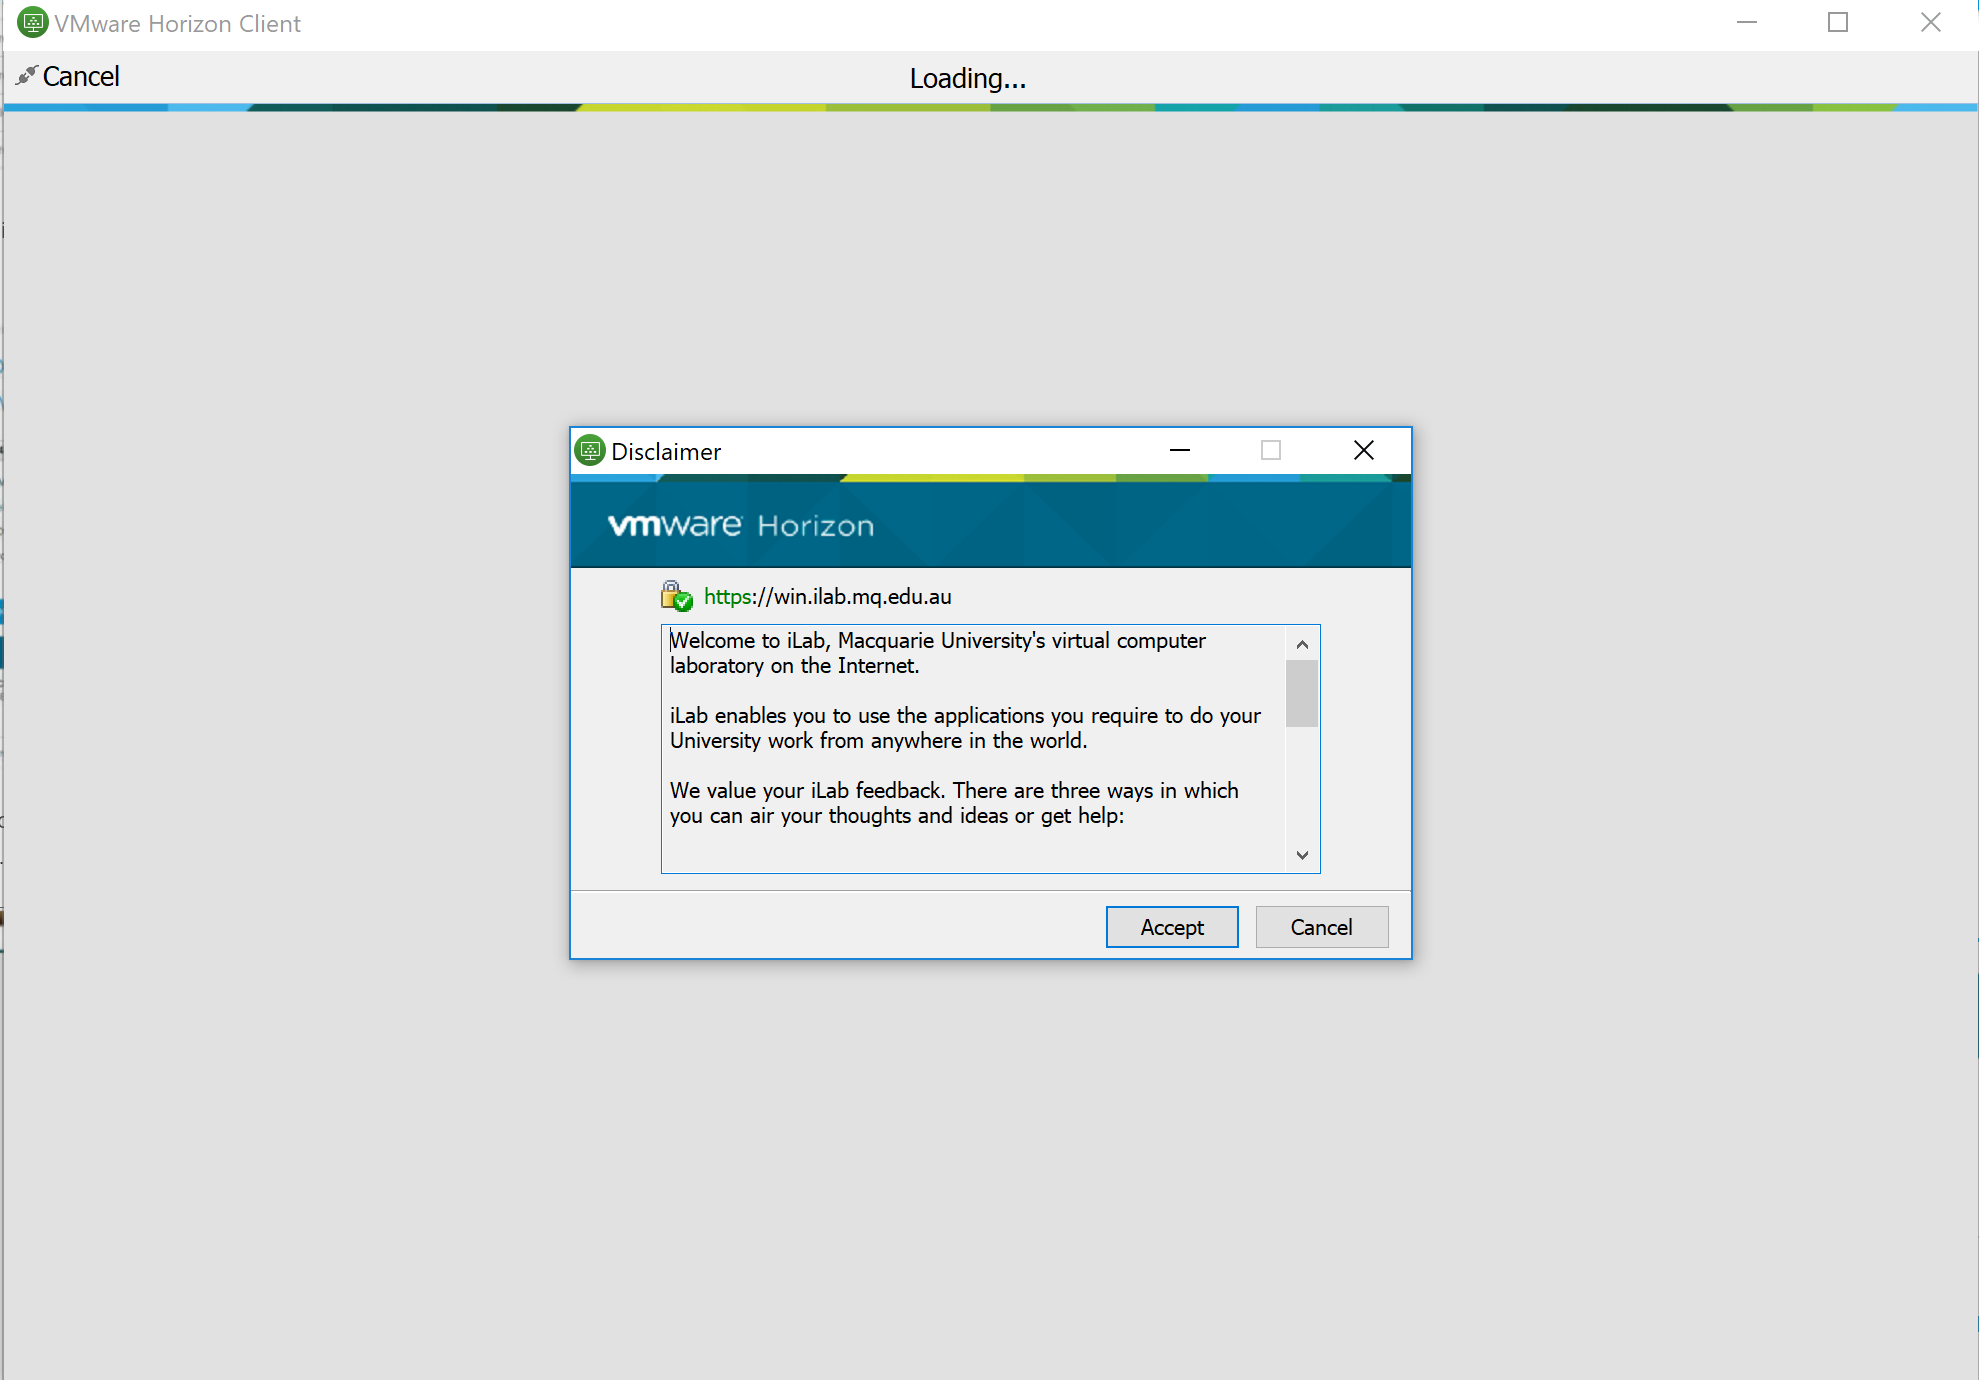 VMware Horizon Client
Cancel
Loading...
Disclaimer
vmware Horizon
https://win.ilab.mq.edu.au
Welcome to iLab, Macquarie University's virtual computer
laboratory on the Internet.
iLab enables you to use the applications you require to do your
University work from anywhere in the world.
We value your iLab feedback. There are three ways in which
you can air your thoughts and ideas or get help:
Accept
Cancel